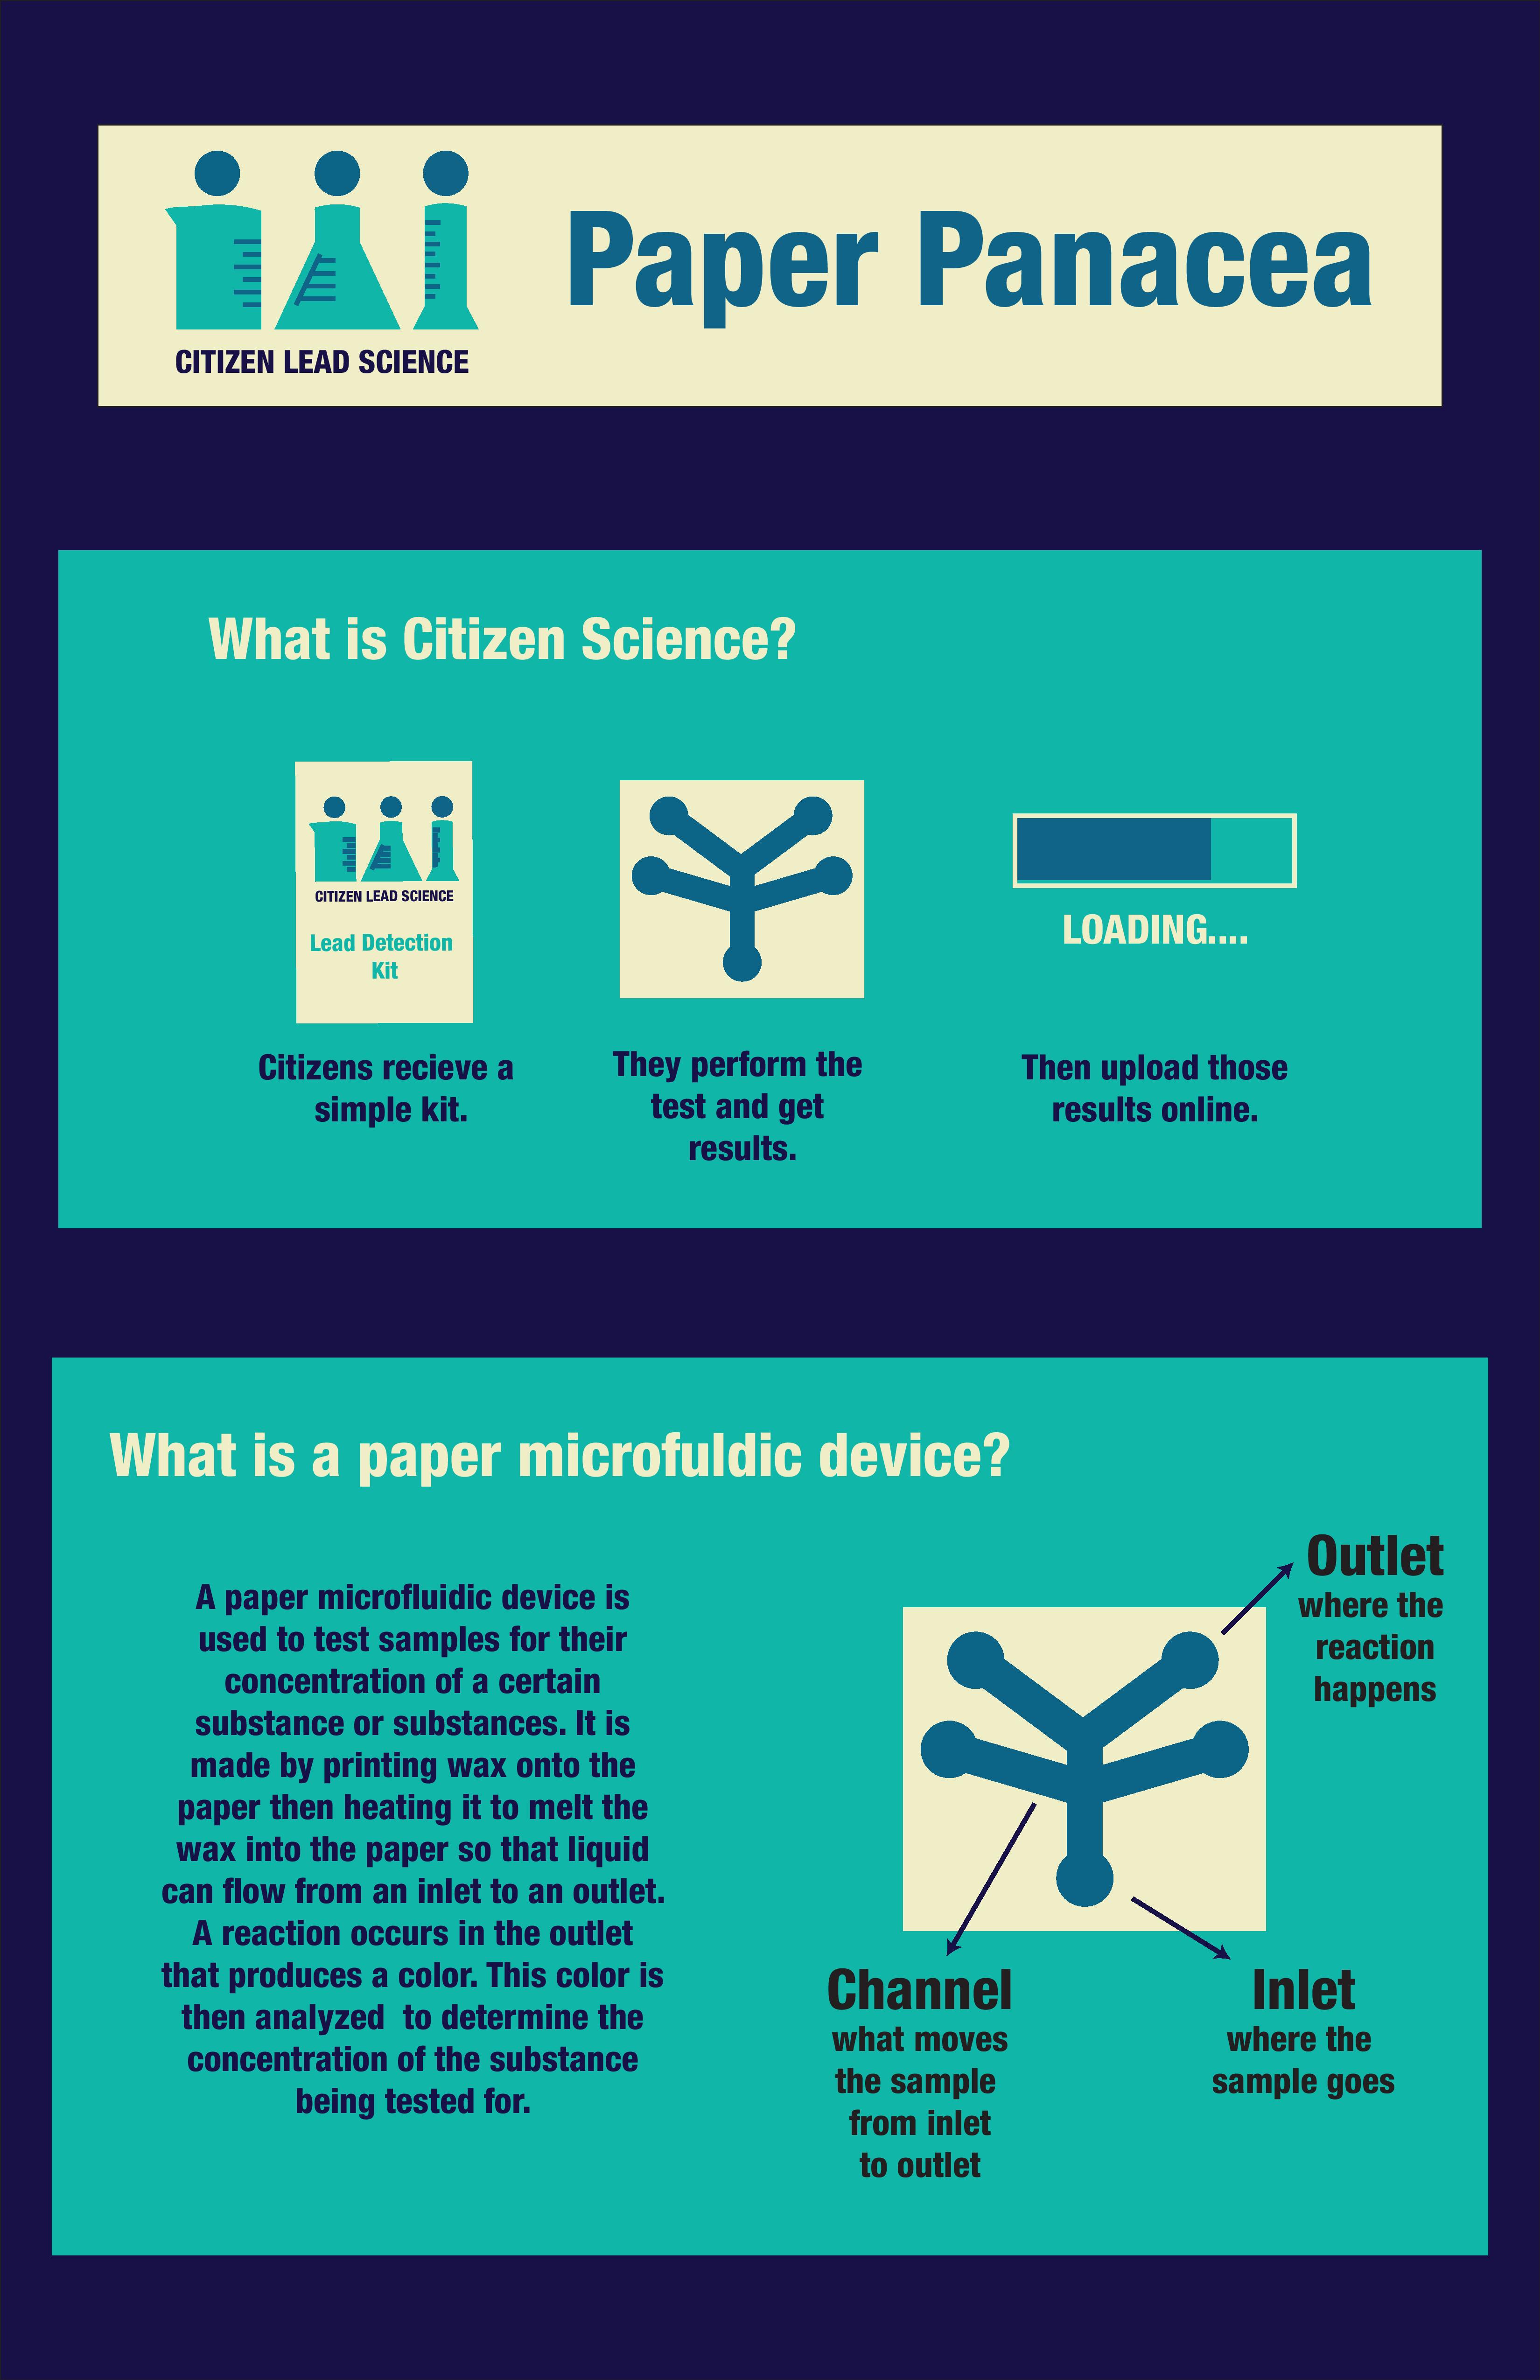 CITIZEN LEAD SCIENCE
Paper Panacea
What is Citizen Science?
CITIZEN LEAD SCIENCE
Lead Detection
Kit
Citizens recieve a
simple kit.
They perform the
test and get
results.
LOADING....
Then upload those
results online.
What is a paper microfuldic device?
A paper microfluidic device is
used to test samples for their
concentration of a certain
substance or substances. It is
made by printing wax onto the
paper then heating it to melt the
wax into the paper so that liquid
can flow from an inlet to an outlet.
A reaction occurs in the outlet
that produces a color. This color is
then analyzed  to determine the
concentration of the substance
being tested for.
Outlet
where the
reaction
happens
Channel
what moves
the sample
from inlet
to outlet
Inlet
where the
sample goes